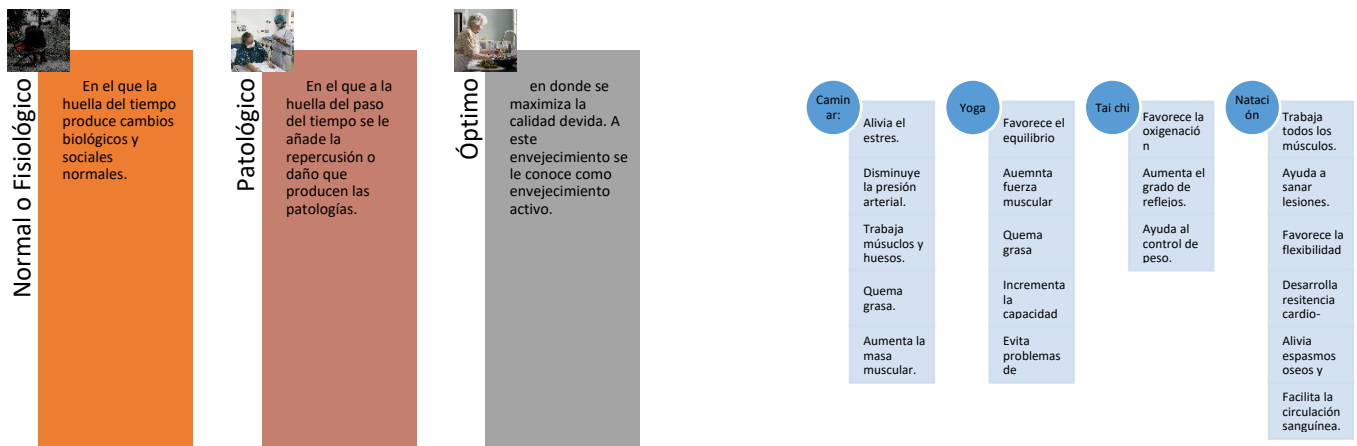 Normal o Fisiológico
En el que la
huella del tiempo
produce cambios
biológicos y
sociales
normales.
Patológico
En el que a la
huella del paso
del tiempo se le
añade la
repercusión o
daño que
producen las
patologías.
Óptimo
en donde se
maximiza la
calidad devida. A
este
envejecimiento se
le conoce como
envejecimiento
activo.
Camin
ar:
Alivia el
estres.
Disminuye
la presión
arterial.
Trabaja
músuclos y
huesos.
Quema
grasa.
Aumenta la
masa
muscular.
Yoga
Favorece el
equilibrio
Auemnta
fuerza
muscular
Quema
grasa
Incrementa
la
capacidad
Evita
problemas
de
Tai chi
Favorece la
oxigenació
n
Aumenta el
grado de
reflejos.
Ayuda al
control de
peso.
Nataci
ón
Trabaja
todos los
músculos.
Ayuda a
sanar
lesiones.
Favorece la
flexibilidad
Desarrolla
resitencia
cardio-
Alivia
espasmos
oseos y
Facilita la
circulación
sanguínea.